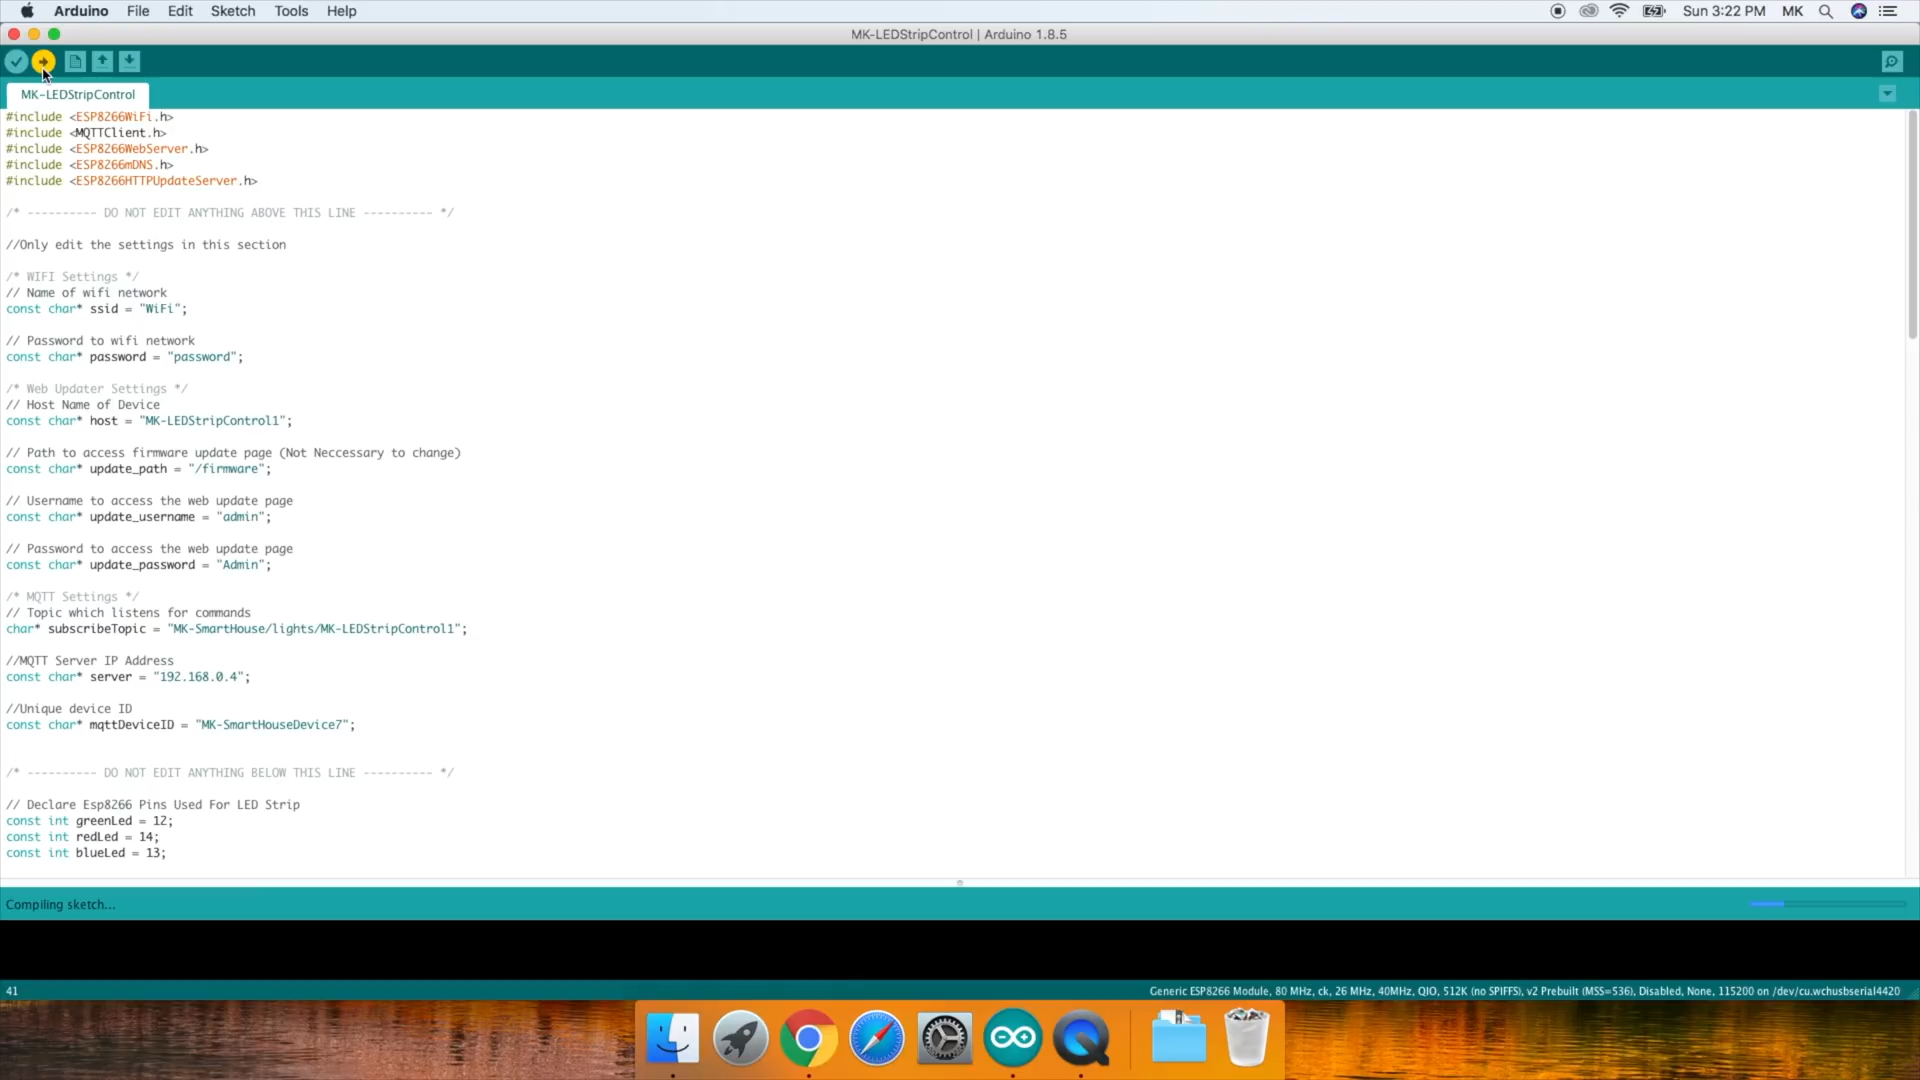 Arduino File Edit Sketch Tools Help Sun 3:22 PM MK
MK-LEDStripControl | Arduino 1.8.5
MK-LEDStripControl
#include <ESP8266WiFi.h>
#include <MQTTClient.h>
#include <ESP8266WebServer.h>
#include <ESP8266mDNS.h>
#include <ESP8266HTTPUpdateServer.h>
/* ---------- DO NOT EDIT ANYTHING ABOVE THIS LINE ---------- */
//Only edit the settings in this section
/* WIFI Settings */
// Name of wifi network
const char* ssid = "WiFi";
// Password to wifi network
const char* password = "password";
/* Web Updater Settings */
// Host Name of Device
const char* host = "MK-LEDStripControl1";
// Path to access firmware update page (Not Neccessary to change)
const char* update_path = "/firmware";
// Username to access the web update page
const char* update_username = "admin";
// Password to access the web update page
const char* update_password = "Admin";
/* MQTT Settings */
// Topic which listens for commands
char* subscribeTopic = "MK-SmartHouse/lights/MK-LEDStripControl1";
//MQTT Server IP Address
const char* server = "192.168.0.4";
//Unique device ID
const char* mqttDeviceID = "MK-SmartHouseDevice7";
/* ---------- DO NOT EDIT ANYTHING BELOW THIS LINE ---------- */
// Declare Esp8266 Pins Used For LED Strip
const int greenLed = 12;
const int redLed = 14;
const int blueLed = 13;
Compiling sketch...
41 Generic ESP8266 Module, 80 MHz, ck, 26 MHz, 40MHz, QIO, 512K (no SPIFFS), v2 Prebuilt (MSS=536), Disabled, None, 115200 on /dev/cu.wchusbserial4420